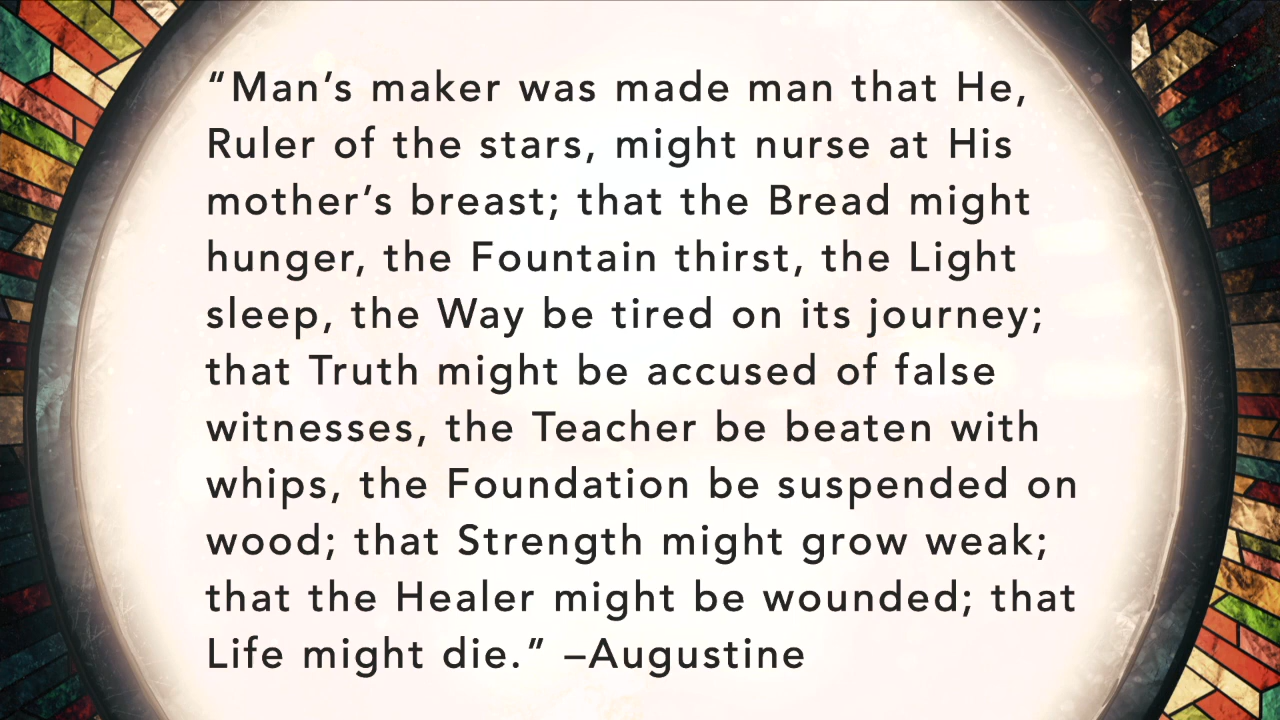 “Man’s maker was made man that He,
Ruler of the stars, might nurse at His
mother’s breast; that the Bread might
hunger, the Fountain thirst, the Light
sleep, the Way be tired on its journey;
that Truth might be accused of false
witnesses, the Teacher be beaten with
whips, the Foundation be suspended on
wood; that Strength might grow weak;
that the Healer might be wounded; that
Life might die.” –Augustine